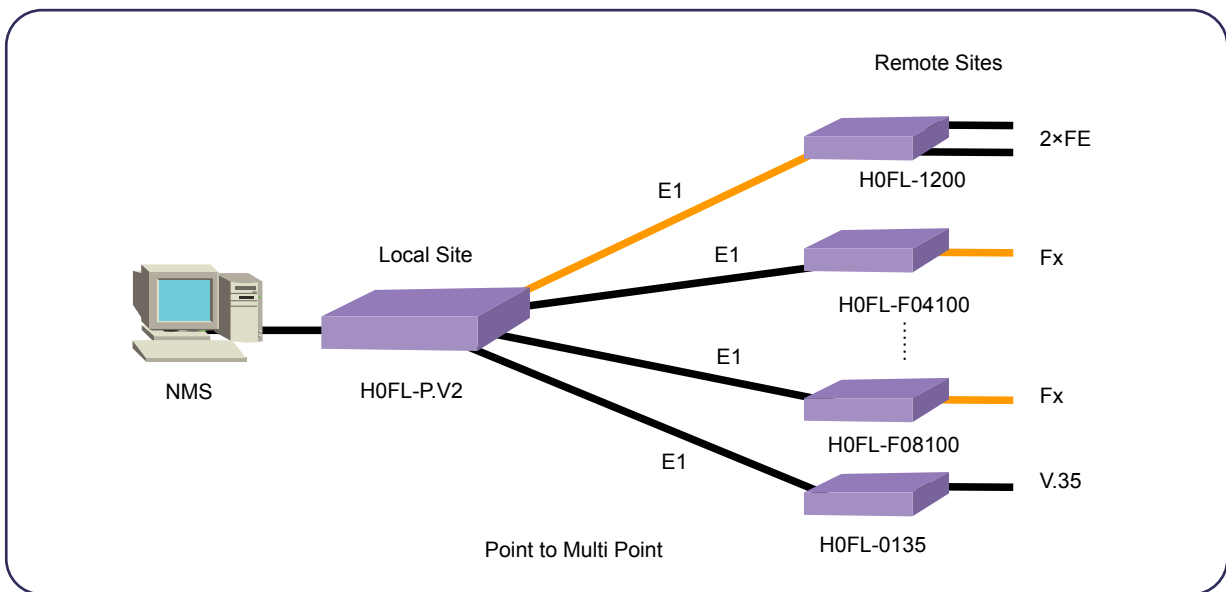 Remote Sites
2×FE
H0FL-1200
E1
Local Site
E1
Fx
H0FL-F04100
NMS
H0FL-P.V2
E1
Fx
H0FL-F08100
E1
V.35
H0FL-0135
Point to Multi Point